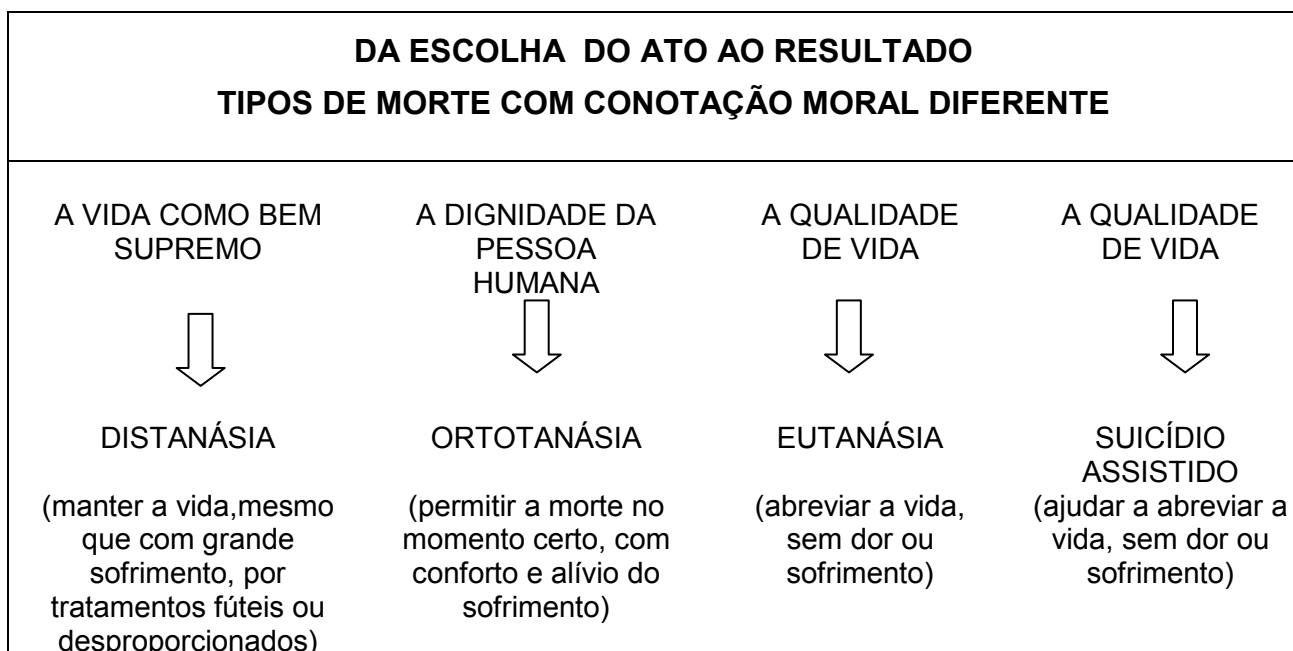 DA ESCOLHA DO ATO AO RESULTADO
TIPOS DE MORTE COM CONOTAÇÃO MORAL DIFERENTE
A VIDA COMO BEM
SUPREMO
A DIGNIDADE DA
PESSOA
HUMANA
A QUALIDADE
DE VIDA
A QUALIDADE
DE VIDA
DISTANÁSIA
(manter a vida,mesmo
que com grande
sofrimento, por
tratamentos fúteis ou
desproporcionados)
ORTOTANÁSIA
(permitir a morte no
momento certo, com
conforto e alívio do
sofrimento)
EUTANÁSIA
(abreviar a vida,
sem dor ou
sofrimento)
SUICÍDIO
ASSISTIDO
(ajudar a abreviar a
vida, sem dor ou
sofrimento)